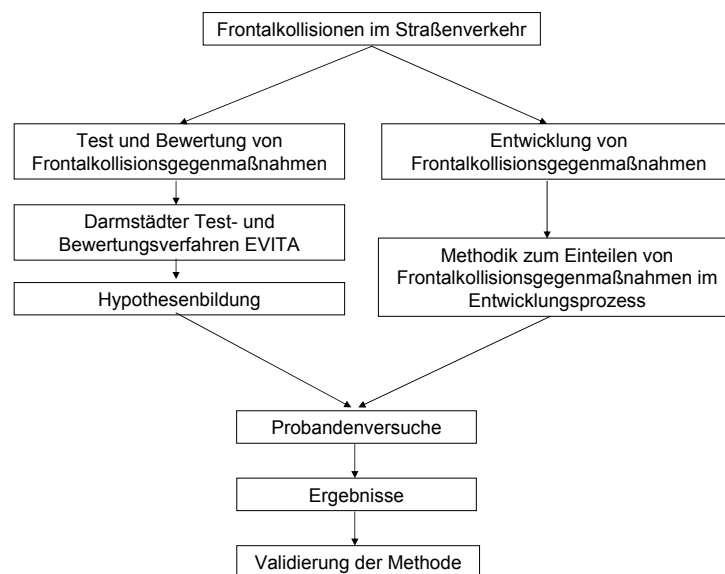 Frontalkollisionen im Straßenverkehr
Test und Bewertung von
Frontalkollisionsgegenmaßnahmen
Darmstädter Test- und
Bewertungsverfahren EVITA
Hypothesenbildung
Entwicklung von
Frontalkollisionsgegenmaßnahmen
Methodik zum Einteilen von
Frontalkollisionsgegenmaßnahmen im
Entwicklungsprozess
Probandenversuche
Ergebnisse
Validierung der Methode